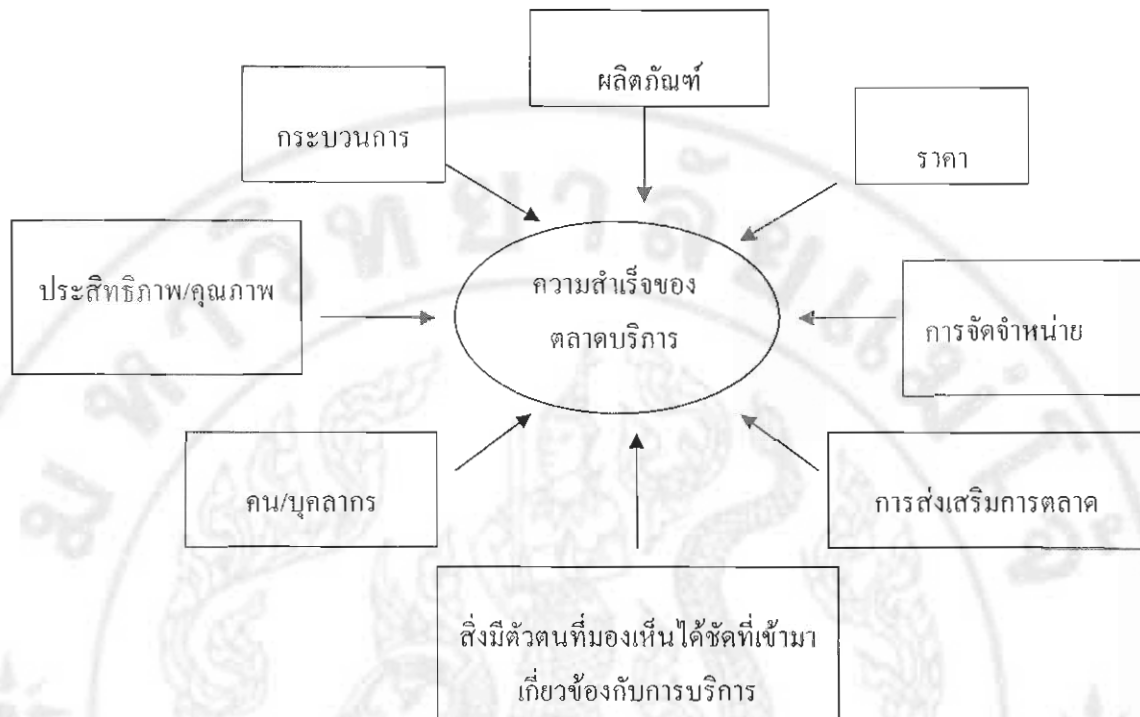 ผลิตภัณฑ์
กระบวนการ
ราคา
ประสิทธิภาพ/คุณภาพ
ความสำเร็จของ
ตลาดบริการ
การจัดจำหน่าย
คน/บุคลากร
การส่งเสริมการตลาด
สิ่งมีตัวตนที่มองเห็นได้ชัดที่เข้ามา
เกี่ยวข้องกับการบริการ